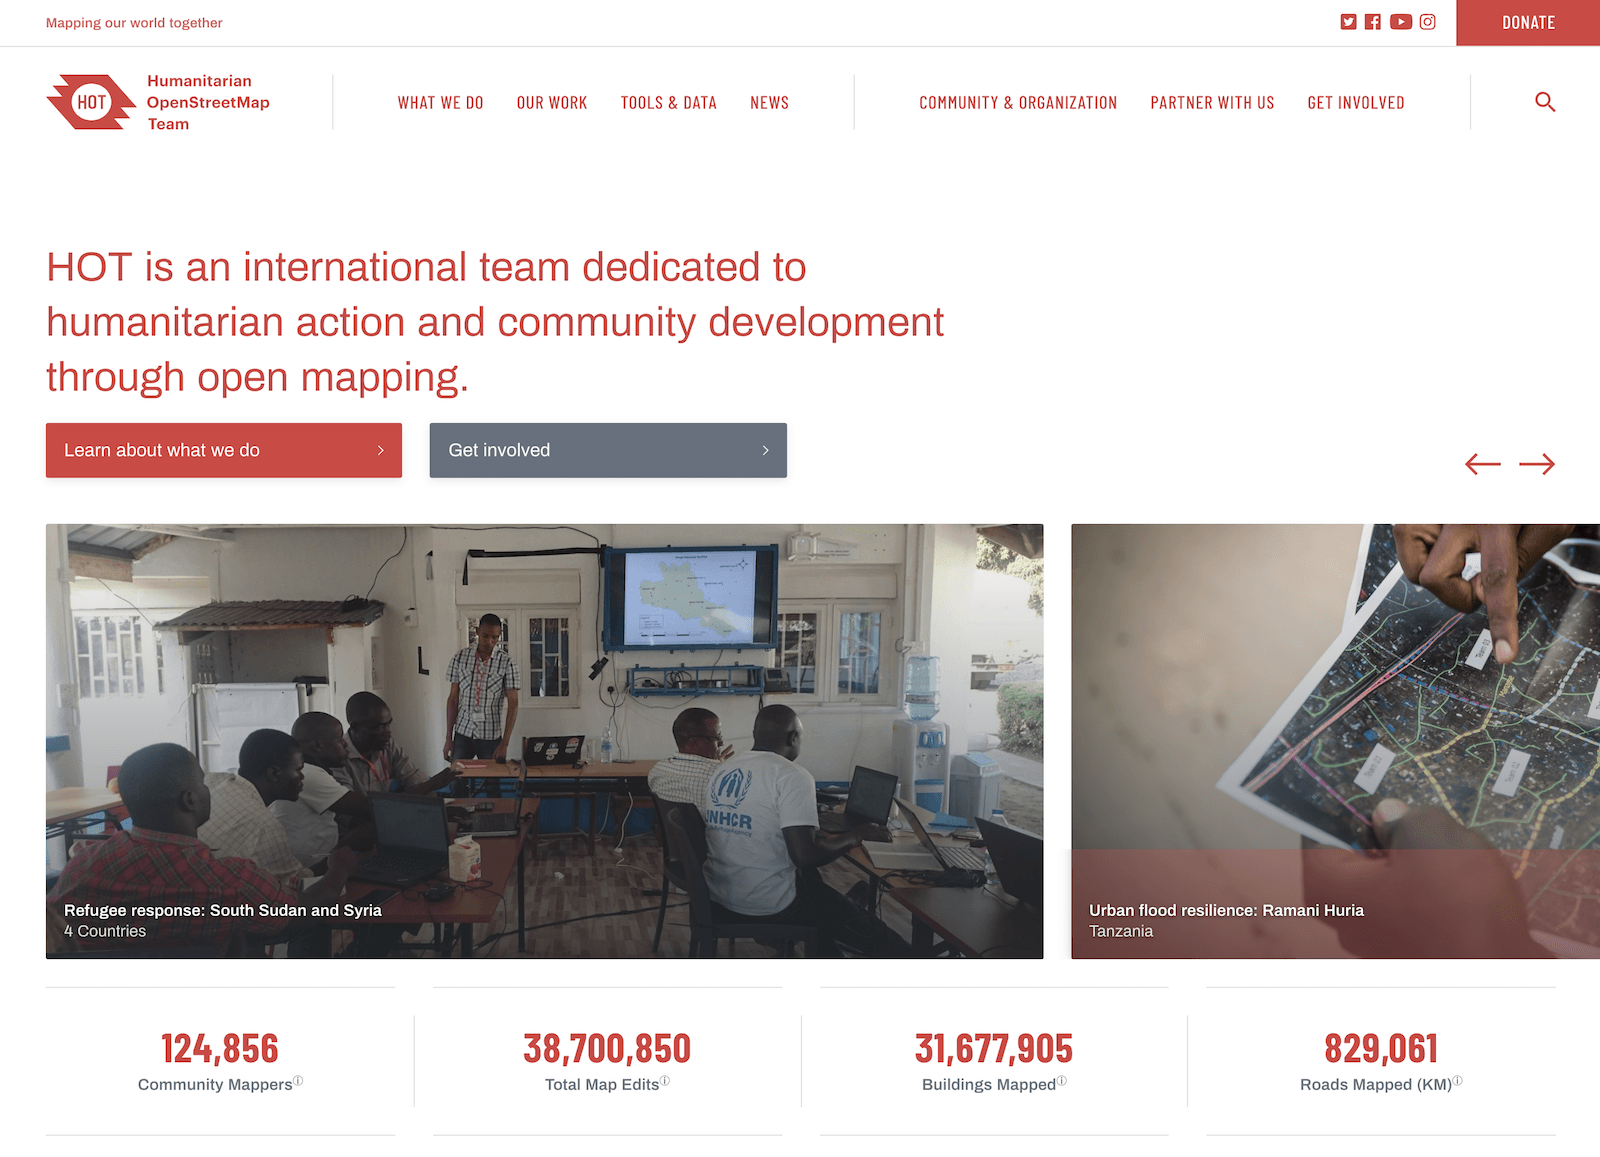 Mapping our world together
DONATE
HOT
Humanitarian
OpenStreetMap
Team
WHAT WE DO
OUR WORK
TOOLS & DATA
NEWS
COMMUNITY & ORGANIZATION
PARTNER WITH US
GET INVOLVED
HOT is an international team dedicated to
humanitarian action and community development
through open mapping.
Learn about what we do
Get involved
UNHCR
Refugee response: South Sudan and Syria
4 Countries
Urban flood resilience: Ramani Huria
Tanzania
124,856
Community Mappers
38,700,850
Total Map Edits
31,677,905
Buildings Mapped
829,061
Roads Mapped (KM)